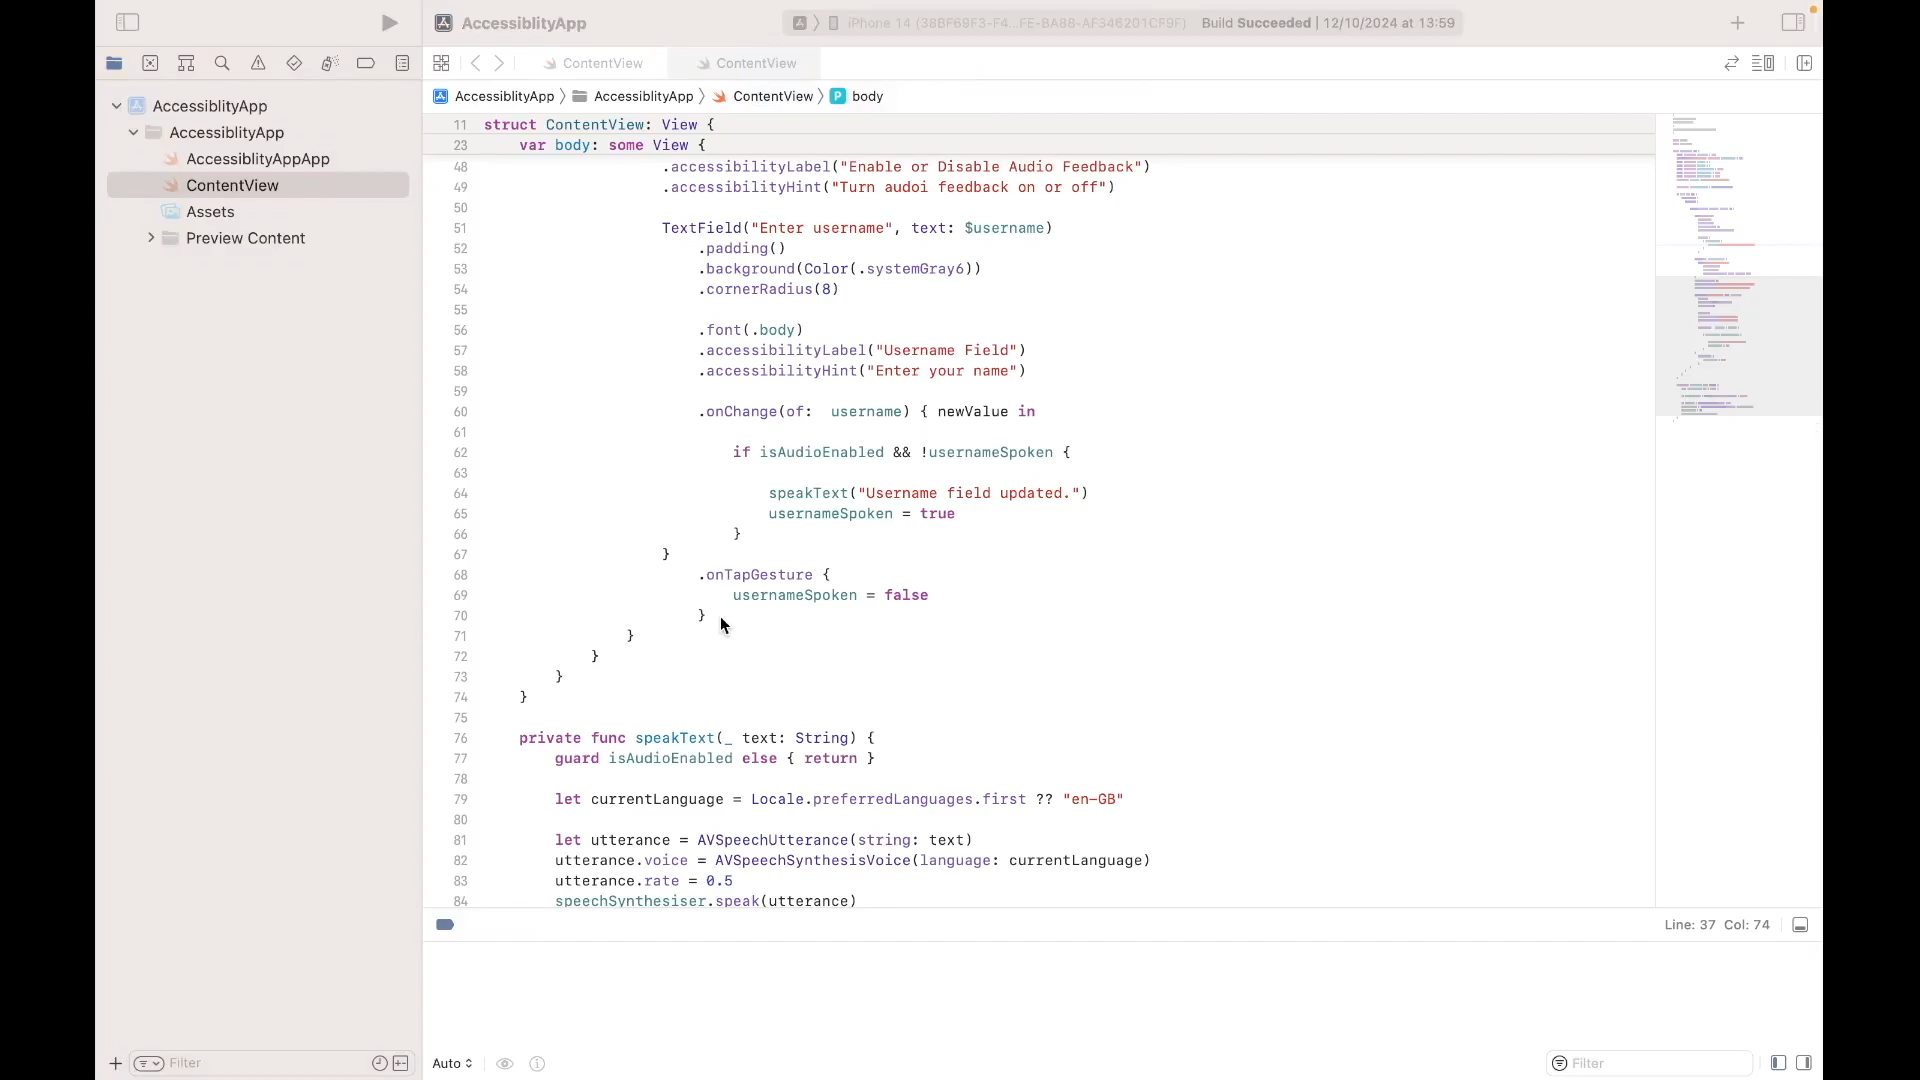 AccessiblityApp
iPhone 14 (38BF69F3-F4...FE-BA88-AF346201CF9F) Build Succeeded | 12/10/2024 at 13:59
ContentView
ContentView
AccessiblityApp
AccessiblityApp
AccessiblityAppApp
ContentView
Assets
Preview Content
AccessiblityApp AccessiblityApp ContentView P body
11 struct ContentView: View {
23 var body: some View {
48 .accessibilityLabel("Enable or Disable Audio Feedback")
49 .accessibilityHint("Turn audoi feedback on or off")
50
51 TextField("Enter username", text: $username)
52 .padding()
53 .background(Color(.systemGray6))
54 .cornerRadius(8)
55
56 .font(.body)
57 .accessibilityLabel("Username Field")
58 .accessibilityHint("Enter your name")
59
60 .onChange(of:  username) { newValue in
61
62 if isAudioEnabled && !usernameSpoken {
63
64 speakText("Username field updated.")
65 usernameSpoken = true
66 }
67 }
68 .onTapGesture {
69 usernameSpoken = false
70 }
71 }
72 }
73 }
74 }
75
76 private func speakText(_ text: String) {
77 guard isAudioEnabled else { return }
78
79 let currentLanguage = Locale.preferredLanguages.first ?? "en-GB"
80
81 let utterance = AVSpeechUtterance(string: text)
82 utterance.voice = AVSpeechSynthesisVoice(language: currentLanguage)
83 utterance.rate = 0.5
84 speechSynthesiser.speak(utterance)
Line: 37 Col: 74
Filter
Auto
Filter